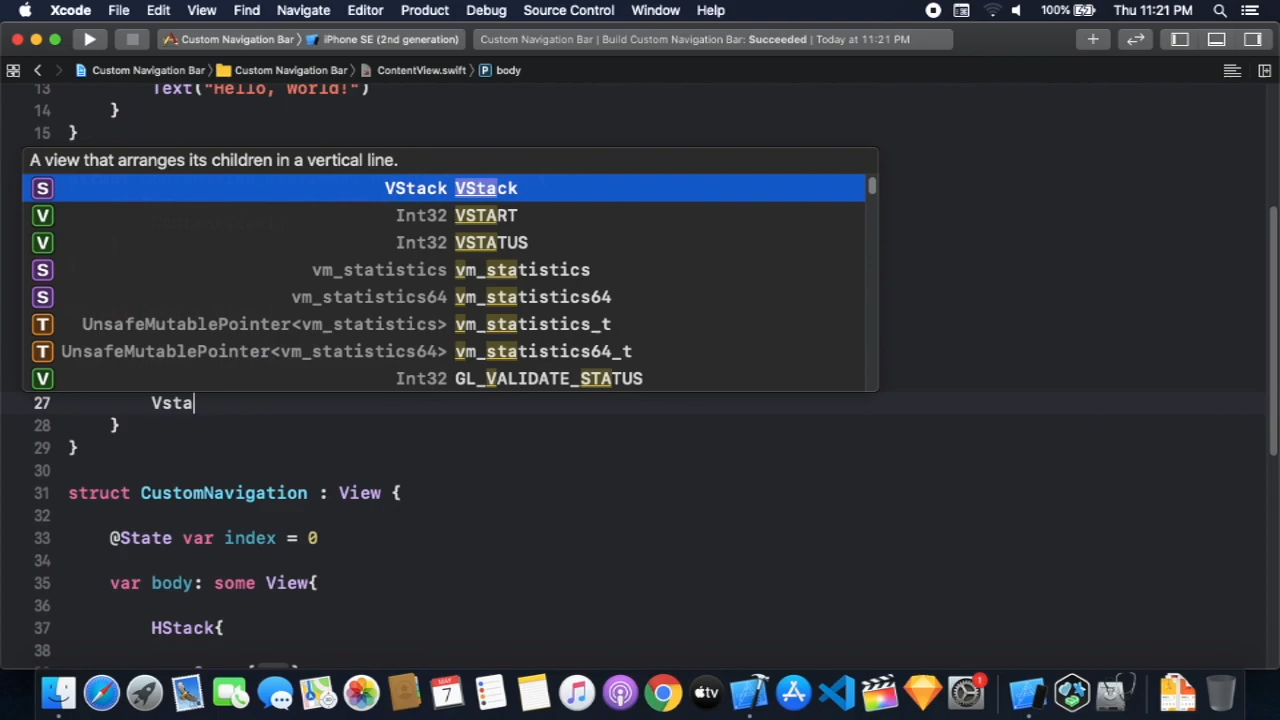 Xcode File Edit View Find Navigate Editor Product Debug Source Control Window Help 100% Thu 11:21 PM
Custom Navigation Bar iPhone SE (2nd generation) Custom Navigation Bar | Build Custom Navigation Bar: Succeeded | Today at 11:21 PM
Custom Navigation Bar Custom Navigation Bar ContentView.swift P body
13 Text("Hello, World!")
14 }
15 }
A view that arranges its children in a vertical line.
S VStack VStack
V Int32 VSTART
V Int32 VSTATUS
S vm_statistics vm_statistics
S vm_statistics64 vm_statistics64
T UnsafeMutablePointer<vm_statistics> vm_statistics_t
T UnsafeMutablePointer<vm_statistics64> vm_statistics64_t
V Int32 GL_VALIDATE_STATUS
27 Vsta
28 }
29 }
30
31 struct CustomNavigation : View {
32
33 @State var index = 0
34
35 var body: some View{
36
37 HStack{
38
MAY
7
tv
1